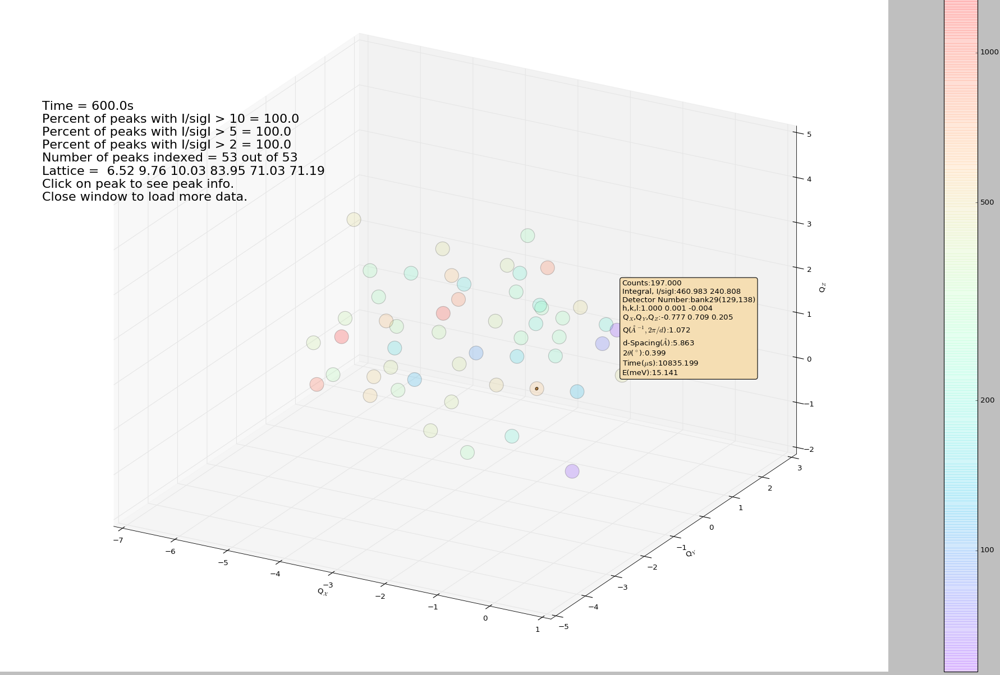 Time = 600.0s
Percent of peaks with I/sigI > 10 = 100.0
Percent of peaks with I/sigI > 5 = 100.0
Percent of peaks with I/sigI > 2 = 100.0
Number of peaks indexed = 53 out of 53
Lattice =  6.52 9.76 10.03 83.95 71.03 71.19
Click on peak to see peak info.
Close window to load more data.
Counts:197.000
Integral, I/sigI:460.983 240.808
Detector Number:bank29(129,138)
h,k,l:1.000 0.001 -0.004
Q_X,Q_Y,Q_Z:-0.777 0.709 0.205
Q(Å⁻¹, 2π/d):1.072
d-Spacing(Å):5.863
2θ(°):0.399
Time(μs):10835.199
E(meV):15.141
5
4
3
2
1
0
−1
−2
Q_Z
3
2
1
0
−1
−2
−3
−4
−5
Q_Y
−7
−6
−5
−4
−3
−2
−1
0
1
Q_X
1000
500
200
100